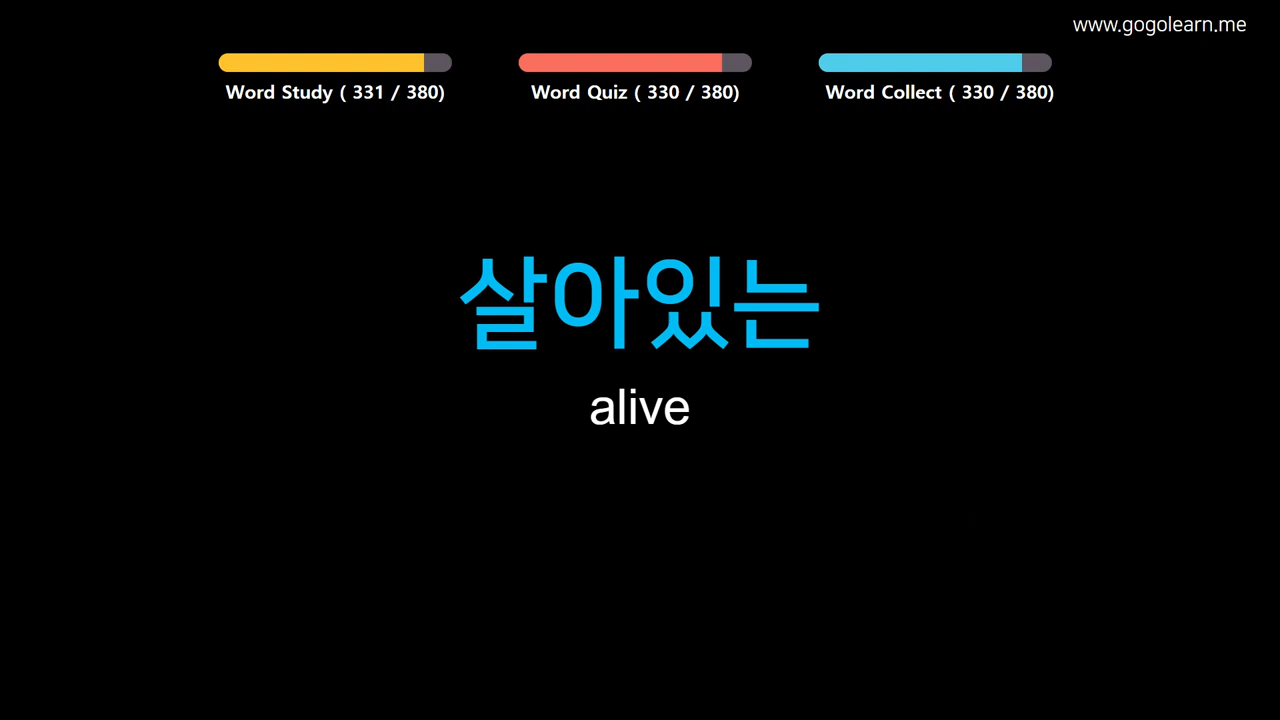 www.gogolearn.me
Word Study ( 331 / 380)
Word Quiz ( 330 / 380)
Word Collect ( 330 / 380)
살아있는
alive